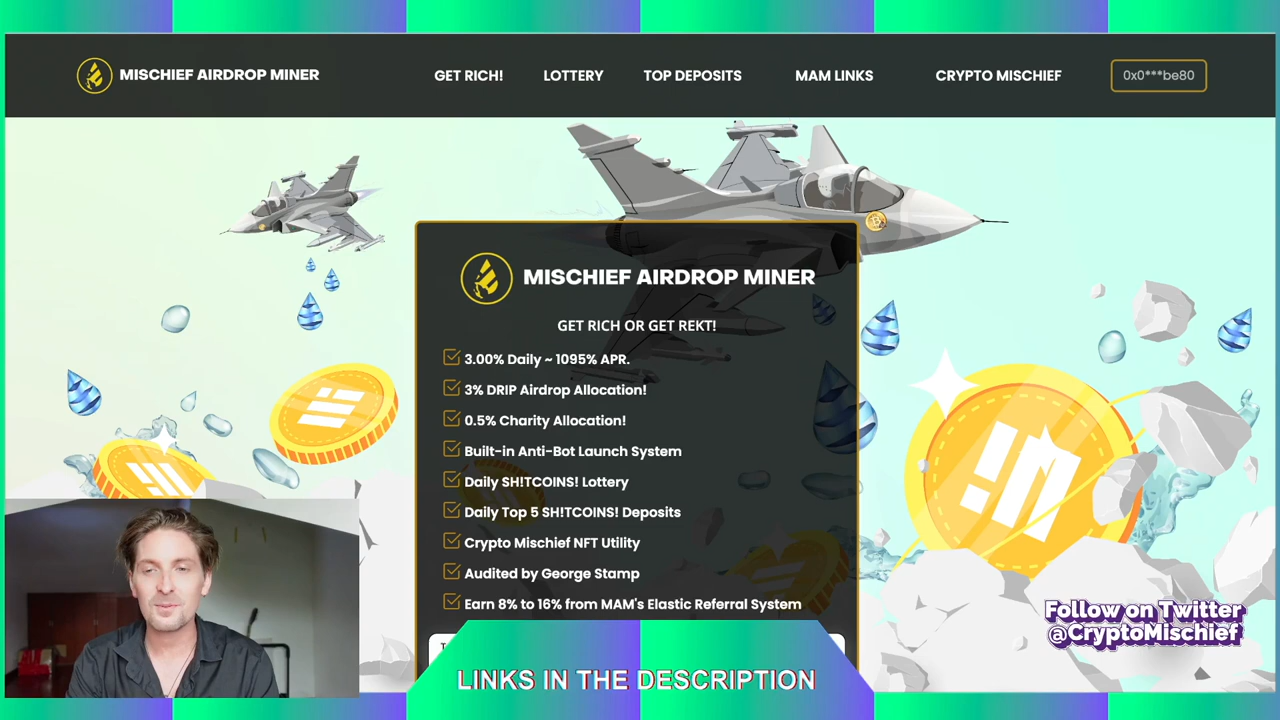 MISCHIEF AIRDROP MINER
GET RICH!
LOTTERY
TOP DEPOSITS
MAM LINKS
CRYPTO MISCHIEF
0x0***be80
MISCHIEF AIRDROP MINER
GET RICH OR GET REKT!
3.00% Daily ~ 1095% APR.
3% DRIP Airdrop Allocation!
0.5% Charity Allocation!
Built-in Anti-Bot Launch System
Daily SH!TCOINS! Lottery
Daily Top 5 SH!TCOINS! Deposits
Crypto Mischief NFT Utility
Audited by George Stamp
Earn 8% to 16% from MAM's Elastic Referral System
Follow on Twitter
@CryptoMischief
LINKS IN THE DESCRIPTION